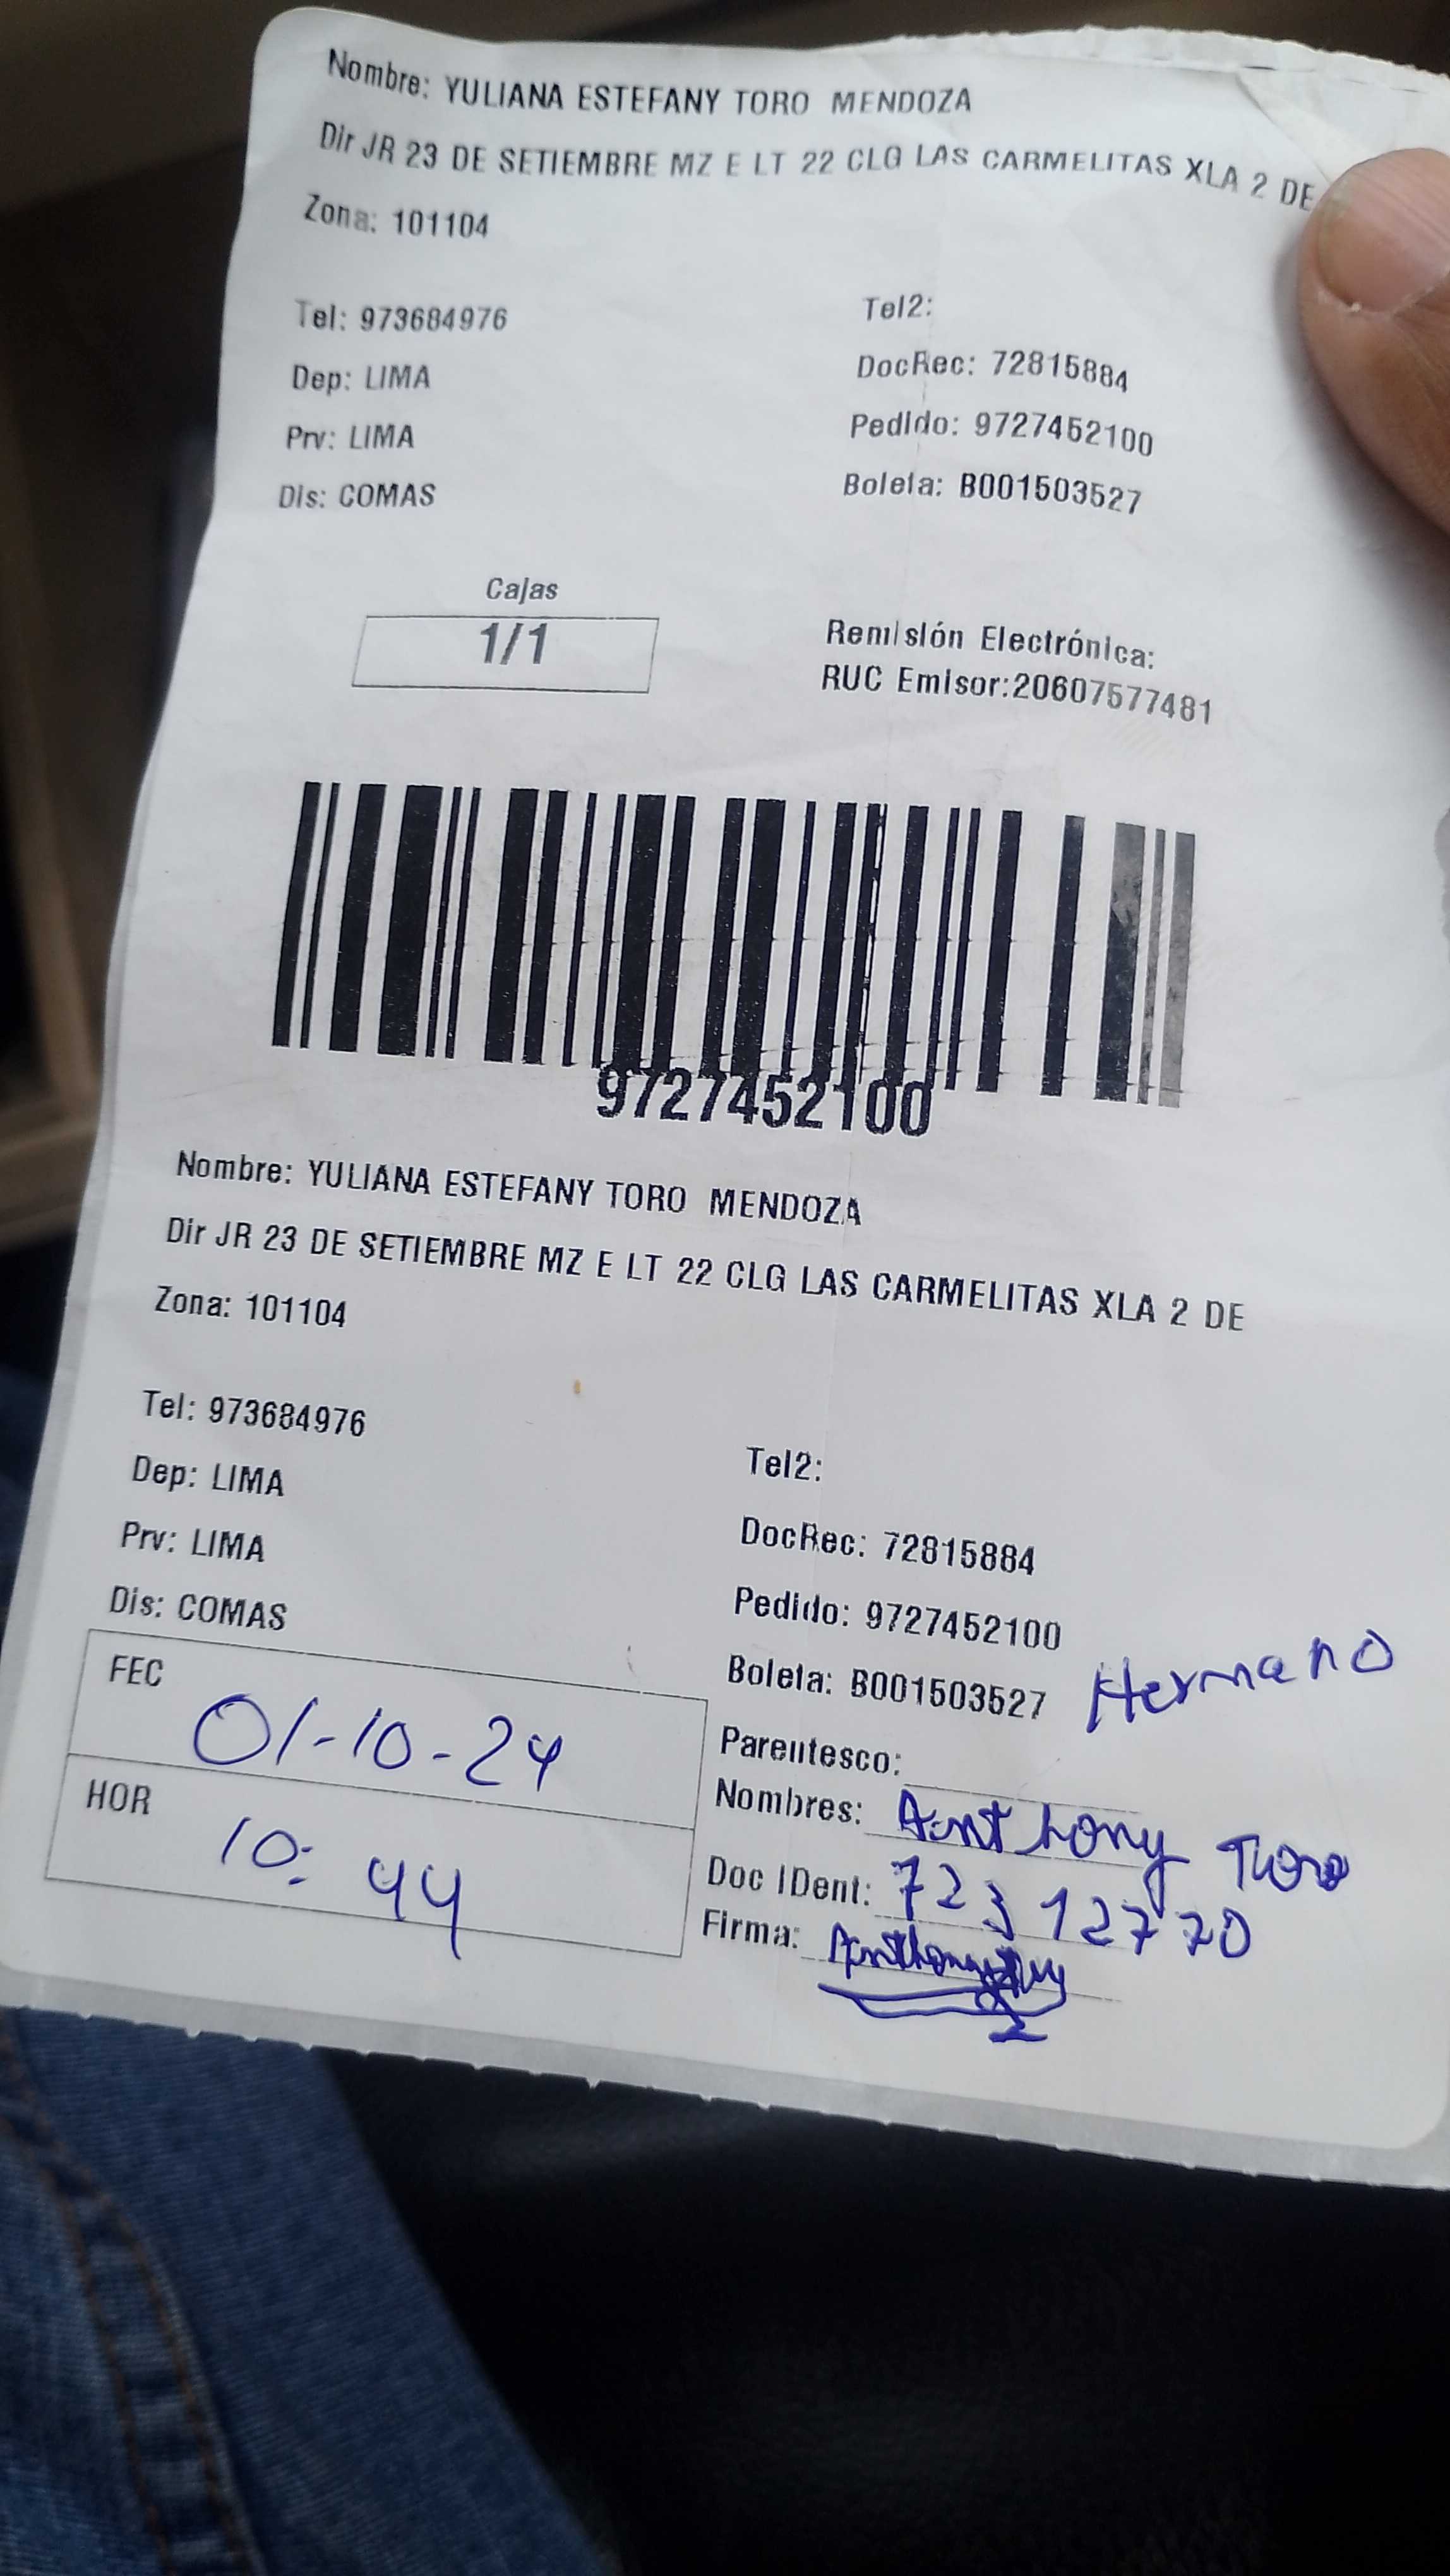 Nombre: YULIANA ESTEFANY TORO MENDOZA
Dir JR 23 DE SETIEMBRE MZ E LT 22 CLG LAS CARMELITAS XLA 2 DE
Zona: 101104
Tel: 973684976
Tel2:
Dep: LIMA
DocRec: 72815884
Prv: LIMA
Pedido: 9727452100
Dis: COMAS
Boleta: B001503527
Cajas
1/1
Remisión Electrónica:
RUC Emisor:20607577481
9727452100
Nombre: YULIANA ESTEFANY TORO MENDOZA
Dir JR 23 DE SETIEMBRE MZ E LT 22 CLG LAS CARMELITAS XLA 2 DE
Zona: 101104
Tel: 973684976
Tel2:
Dep: LIMA
DocRec: 72815884
Prv: LIMA
Pedido: 9727452100
Dis: COMAS
Boleta: B001503527
Hermano
FEC
01-10-24
Parentesco:
Nombres: Anthony Toro
HOR
10:44
Doc IDent: 72312770
Firma: